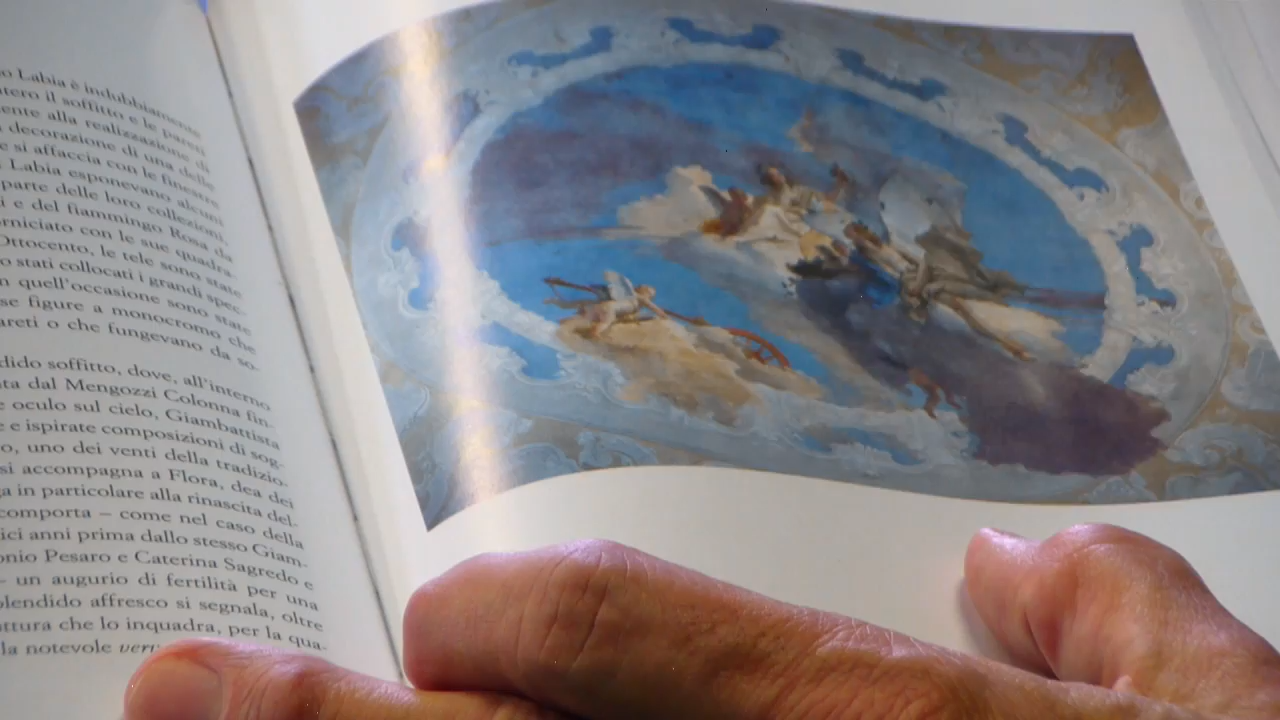 o Labia è indubbiamente
ntero il soffitto e le pareti
ente alla realizzazione di
decorazione di una delle
e si affaccia con le finestre
Labia esponevano alcuni
parte delle loro collezioni,
i e del fiammingo Rosa da
orniciato con le sue quadra-
Ottocento, le tele sono state
o stati collocati i grandi spec-
n quell'occasione sono state
se figure a monocromo che
areti o che fungevano da so-
dido soffitto, dove, all'interno
ata dal Mengozzi Colonna fin-
e oculo sul cielo, Giambattista
e e ispirate composizioni di sog-
o, uno dei venti della tradizio-
si accompagna a Flora, dea dei
ga in particolare alla rinascita del-
comporta – come nel caso della
ici anni prima dallo stesso Giam-
onio Pesaro e Caterina Sagredo e
– un augurio di fertilità per una
plendido affresco si segnala, oltre
attura che lo inquadra, per la qua-
la notevole verv